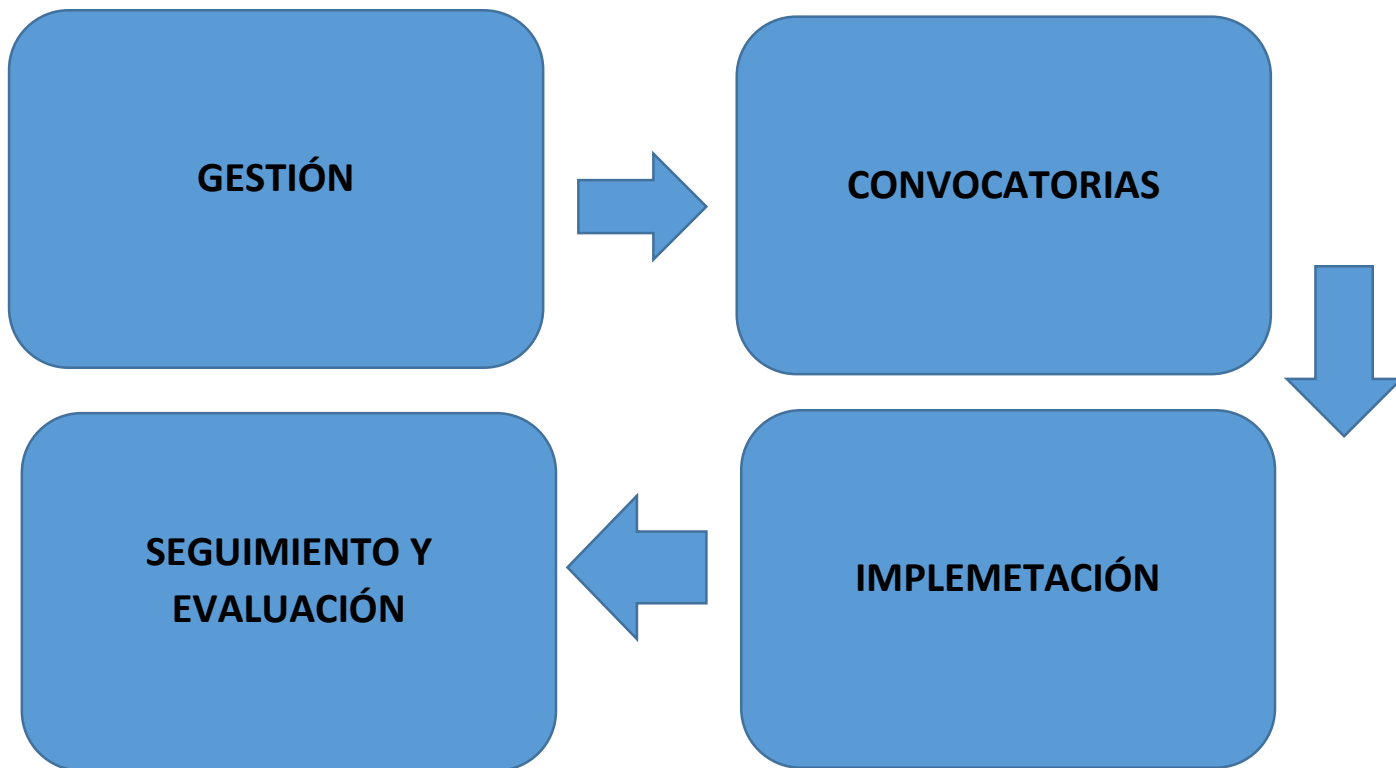 GESTIÓN
CONVOCATORIAS
SEGUIMIENTO Y
EVALUACIÓN
IMPLEMETACIÓN